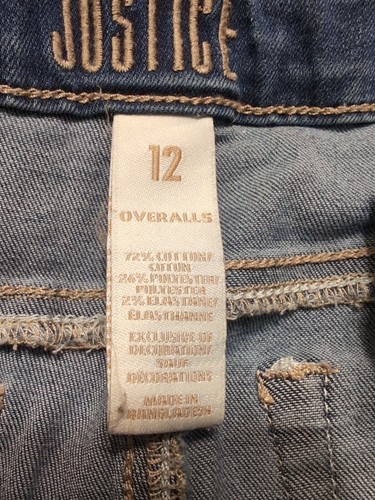 JUSTICE
12
OVERALLS
72% COTTON/
COTON
26% POLYESTER/
POLYESTER
2% ELASTANE/
ÉLASTHANNE
EXCLUSIVE OF
DECORATION/
SAUF
DÉCORATIONS
MADE IN
BANGLADESH